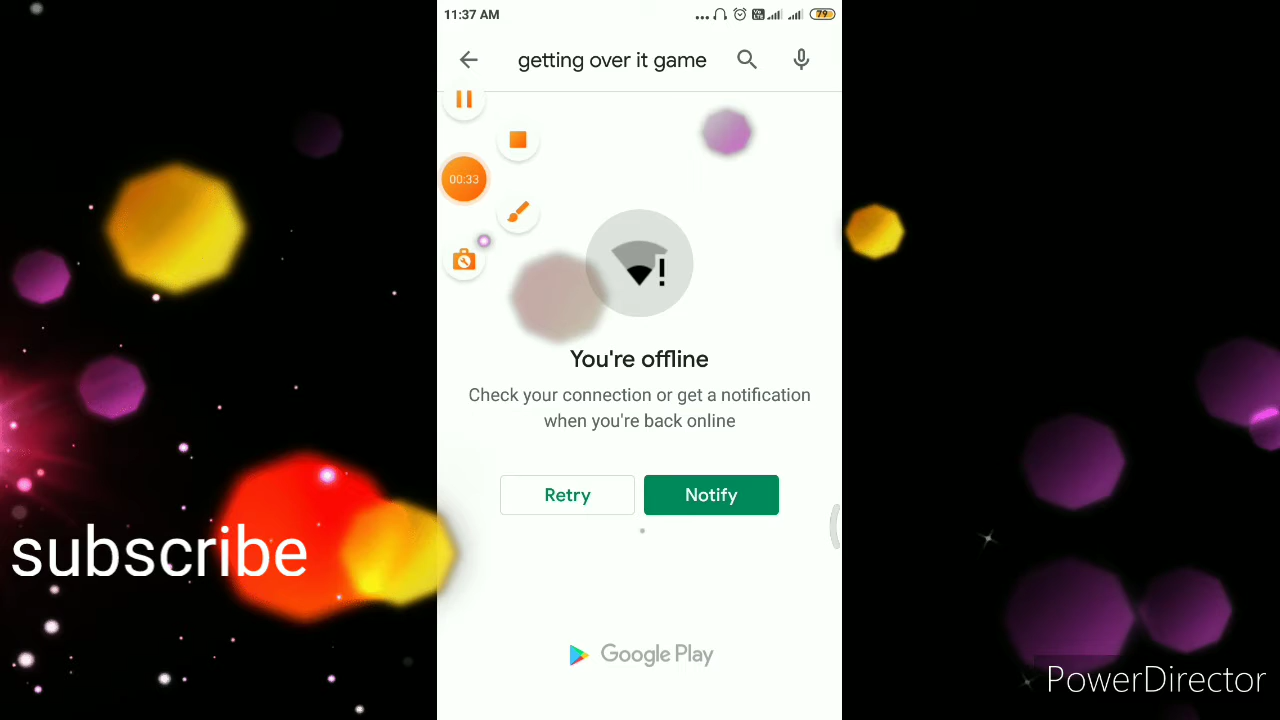 11:37 AM
79
getting over it game
00:33
You're offline
Check your connection or get a notification
when you're back online
Retry
Notify
subscribe
Google Play
PowerDirector